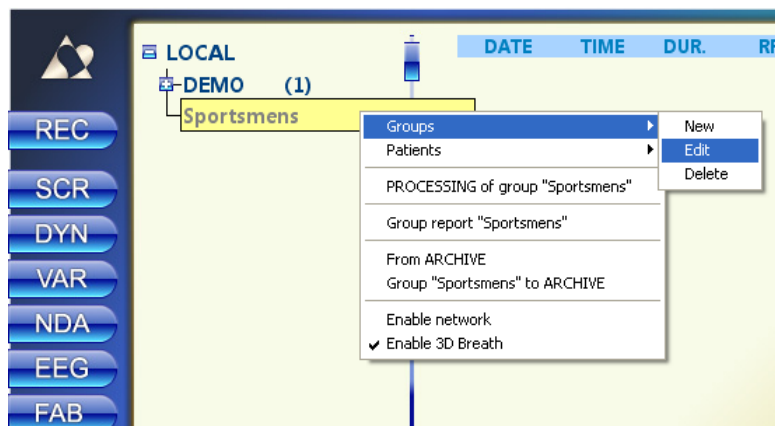 LOCAL
DATE TIME DUR.
DEMO (1)
Sportsmens
REC
SCR
DYN
VAR
NDA
EEG
FAB
Groups
Patients
PROCESSING of group "Sportsmens"
Group report "Sportsmens"
From ARCHIVE
Group "Sportsmens" to ARCHIVE
Enable network
Enable 3D Breath
New
Edit
Delete